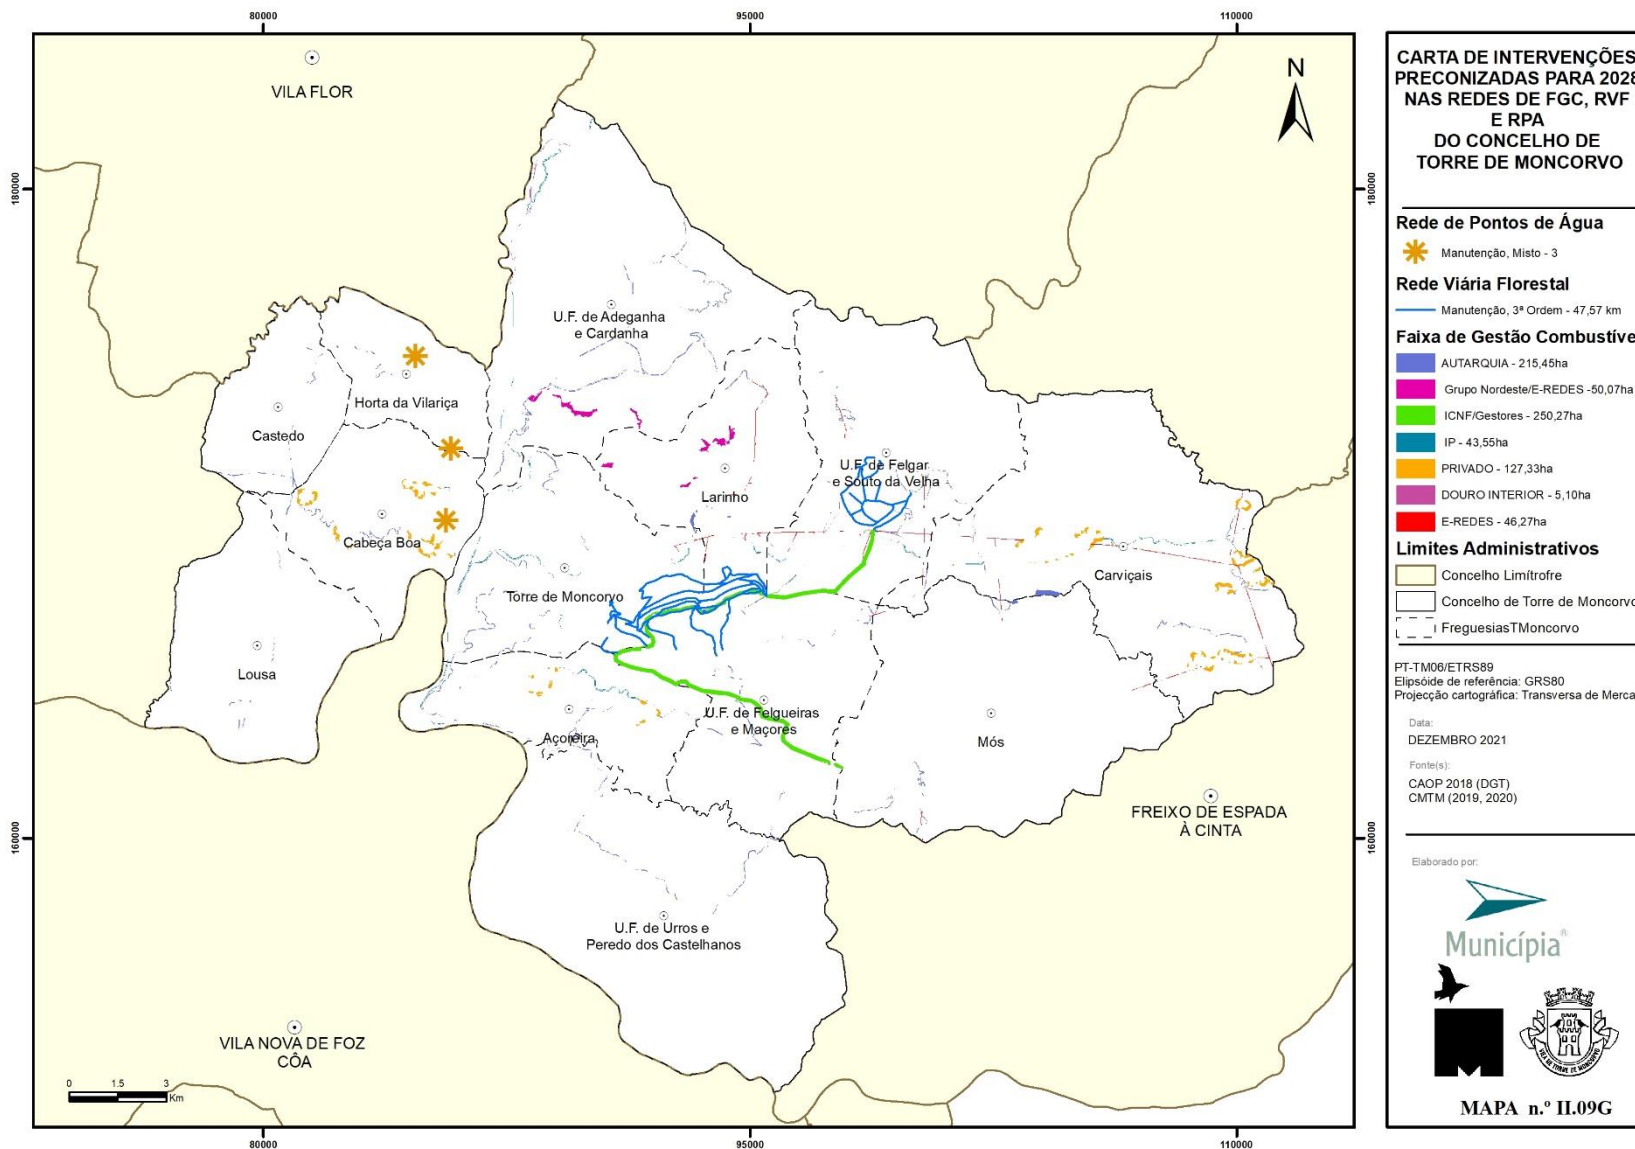 80000
95000
110000
180000
180000
160000
160000
80000
95000
110000
VILA FLOR
N
U.F. de Adeganha
e Cardanha
Horta da Vilariça
Castedo
Cabeça Boa
Larinho
U.F. de Felgar
e Souto da Velha
Carviçais
Torre de Moncorvo
Lousa
Açoreira
U.F. de Felgueiras
e Maçores
Mós
FREIXO DE ESPADA
À CINTA
U.F. de Urros e
Peredo dos Castelhanos
VILA NOVA DE FOZ
CÔA
0 1.5 3
Km
CARTA DE INTERVENÇÕES
PRECONIZADAS PARA 2028
NAS REDES DE FGC, RVF
E RPA
DO CONCELHO DE
TORRE DE MONCORVO
Rede de Pontos de Água
Manutenção, Misto - 3
Rede Viária Florestal
Manutenção, 3ª Ordem - 47,57 km
Faixa de Gestão Combustíve
AUTARQUIA - 215,45ha
Grupo Nordeste/E-REDES -50,07ha
ICNF/Gestores - 250,27ha
IP - 43,55ha
PRIVADO - 127,33ha
DOURO INTERIOR - 5,10ha
E-REDES - 46,27ha
Limites Administrativos
Concelho Limítrofre
Concelho de Torre de Moncorvo
FreguesiasTMoncorvo
PT-TM06/ETRS89
Elipsóide de referência: GRS80
Projecção cartográfica: Transversa de Merca
Data:
DEZEMBRO 2021
Fonte(s):
CAOP 2018 (DGT)
CMTM (2019, 2020)
Elaborado por:
Municípia®
VILA DE TORRE DE MONCORVO
MAPA n.º II.09G